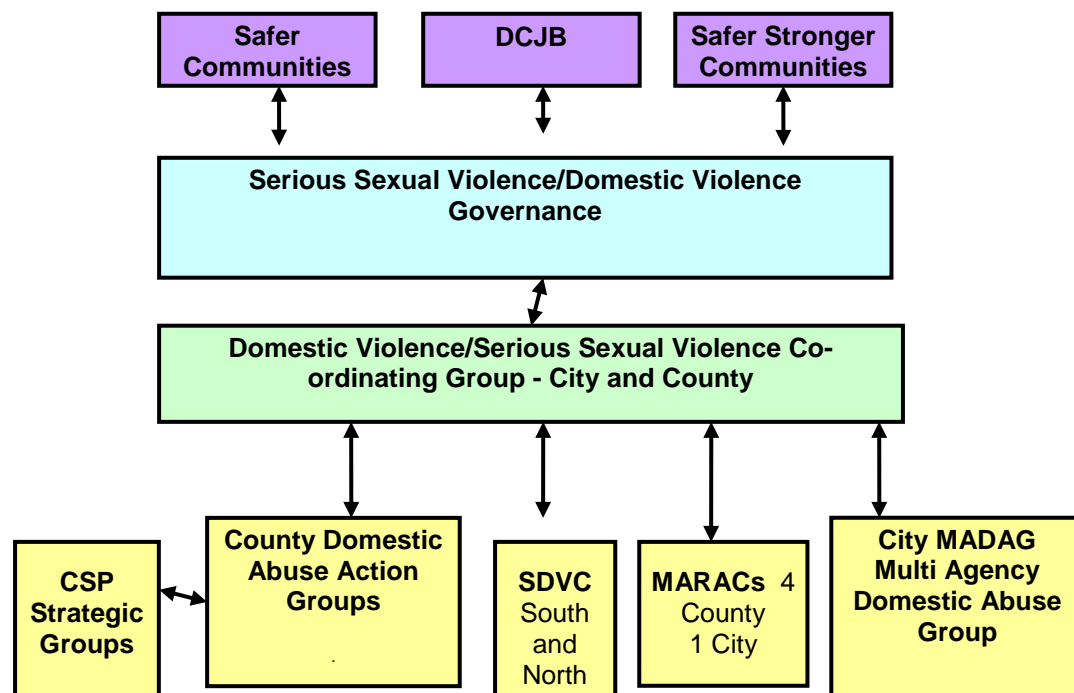 Safer
Communities
DCJB
Safer Stronger
Communities
Serious Sexual Violence/Domestic Violence
Governance
Domestic Violence/Serious Sexual Violence Co-
ordinating Group - City and County
CSP
Strategic
Groups
County Domestic
Abuse Action
Groups
.
SDVC
South
and
North
MARACs 4
County
1 City
City MADAG
Multi Agency
Domestic Abuse
Group